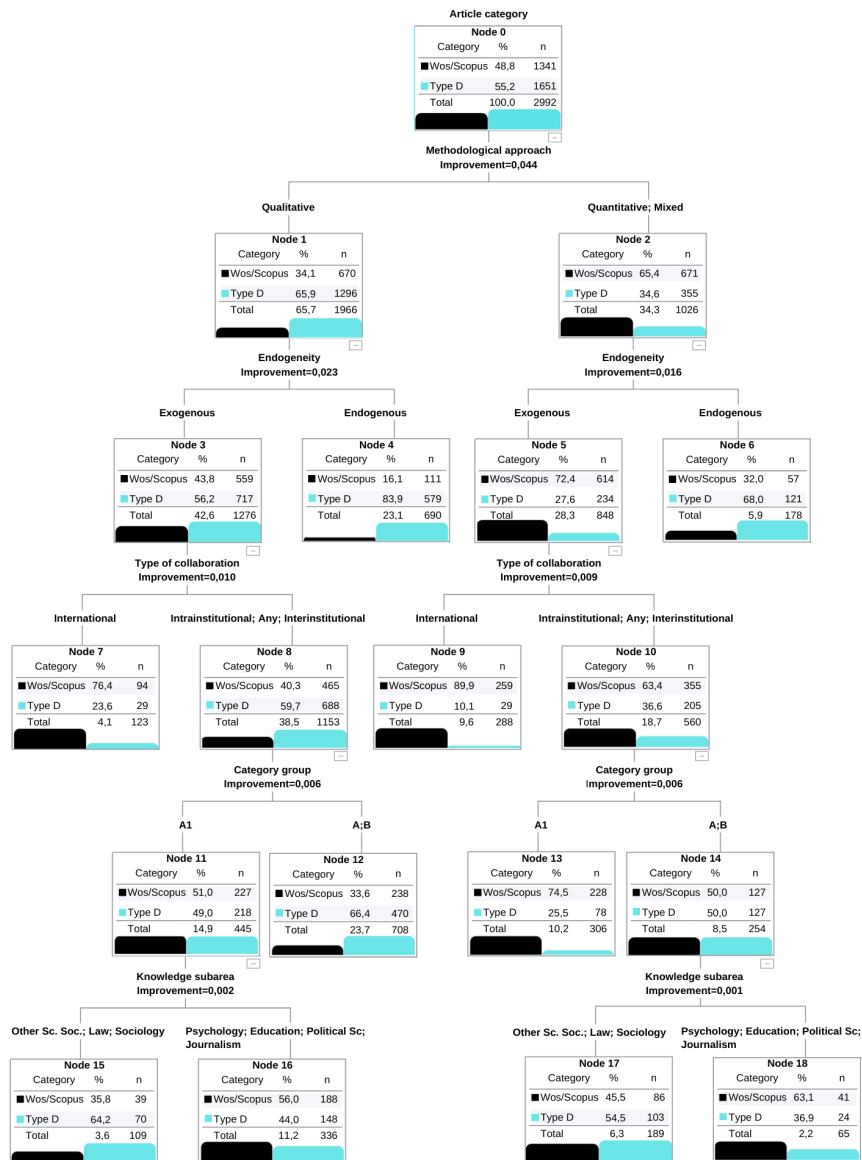 Article category
Node 0
Category % n
Wos/Scopus 48,8 1341
Type D 55,2 1651
Total 100,0 2992
Methodological approach
Improvement=0,044
Qualitative
Quantitative; Mixed
Node 1
Category % n
Wos/Scopus 34,1 670
Type D 65,9 1296
Total 65,7 1966
Node 2
Category % n
Wos/Scopus 65,4 671
Type D 34,6 355
Total 34,3 1026
Endogeneity
Improvement=0,023
Endogeneity
Improvement=0,016
Exogenous
Endogenous
Exogenous
Endogenous
Node 3
Category % n
Wos/Scopus 43,8 559
Type D 56,2 717
Total 42,6 1276
Node 4
Category % n
Wos/Scopus 16,1 111
Type D 83,9 579
Total 23,1 690
Node 5
Category % n
Wos/Scopus 72,4 614
Type D 27,6 234
Total 28,3 848
Node 6
Category % n
Wos/Scopus 32,0 57
Type D 68,0 121
Total 5,9 178
Type of collaboration
Improvement=0,010
Type of collaboration
Improvement=0,009
International
Intrainstitutional; Any; Interinstitutional
International
Intrainstitutional; Any; Interinstitutional
Node 7
Category % n
Wos/Scopus 76,4 94
Type D 23,6 29
Total 4,1 123
Node 8
Category % n
Wos/Scopus 40,3 465
Type D 59,7 688
Total 38,5 1153
Node 9
Category % n
Wos/Scopus 89,9 259
Type D 10,1 29
Total 9,6 288
Node 10
Category % n
Wos/Scopus 63,4 355
Type D 36,6 205
Total 18,7 560
Category group
Improvement=0,006
Category group
Improvement=0,006
A1
A;B
A1
A;B
Node 11
Category % n
Wos/Scopus 51,0 227
Type D 49,0 218
Total 14,9 445
Node 12
Category % n
Wos/Scopus 33,6 238
Type D 66,4 470
Total 23,7 708
Node 13
Category % n
Wos/Scopus 74,5 228
Type D 25,5 78
Total 10,2 306
Node 14
Category % n
Wos/Scopus 50,0 127
Type D 50,0 127
Total 8,5 254
Knowledge subarea
Improvement=0,002
Knowledge subarea
Improvement=0,001
Other Sc. Soc.; Law; Sociology
Psychology; Education; Political Sc;
Journalism
Other Sc. Soc.; Law; Sociology
Psychology; Education; Political Sc;
Journalism
Node 15
Category % n
Wos/Scopus 35,8 39
Type D 64,2 70
Total 3,6 109
Node 16
Category % n
Wos/Scopus 56,0 188
Type D 44,0 148
Total 11,2 336
Node 17
Category % n
Wos/Scopus 45,5 86
Type D 54,5 103
Total 6,3 189
Node 18
Category % n
Wos/Scopus 63,1 41
Type D 36,9 24
Total 2,2 65